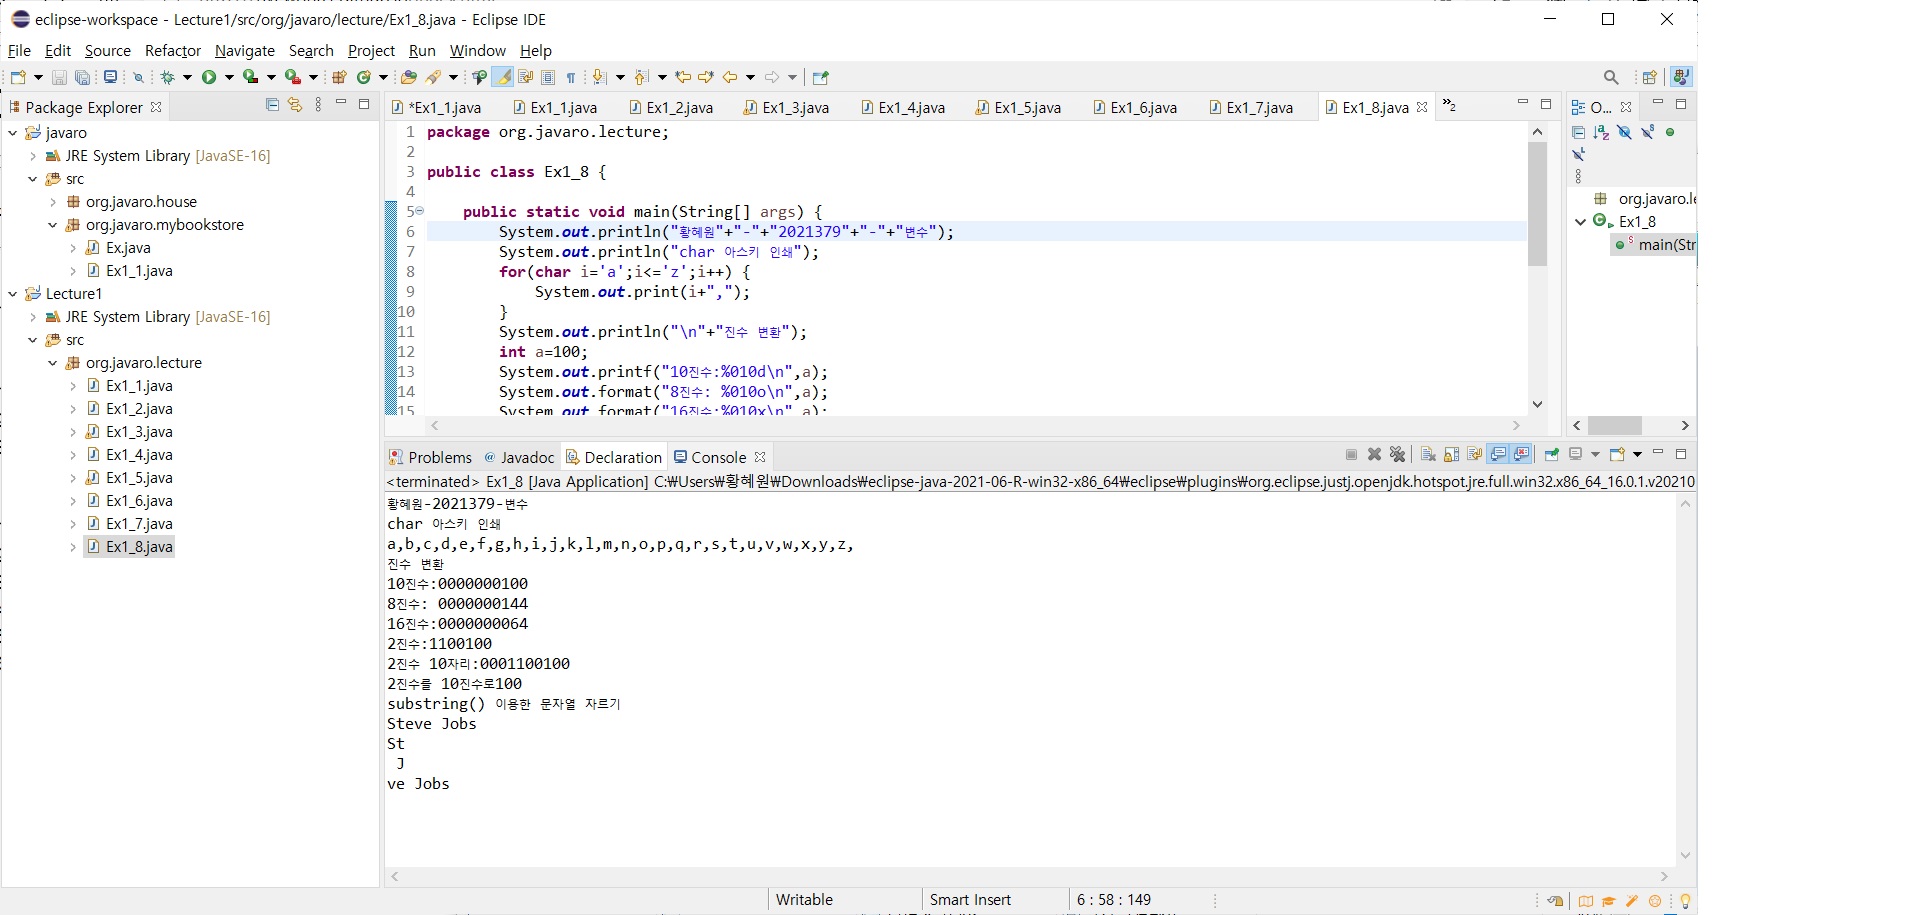 eclipse-workspace - Lecture1/src/org/javaro/lecture/Ex1_8.java - Eclipse IDE
File Edit Source Refactor Navigate Search Project Run Window Help
Package Explorer
javaro
JRE System Library [JavaSE-16]
src
org.javaro.house
org.javaro.mybookstore
Ex.java
Ex1_1.java
Lecture1
JRE System Library [JavaSE-16]
src
org.javaro.lecture
Ex1_1.java
Ex1_2.java
Ex1_3.java
Ex1_4.java
Ex1_5.java
Ex1_6.java
Ex1_7.java
Ex1_8.java
*Ex1_1.java Ex1_1.java Ex1_2.java Ex1_3.java Ex1_4.java Ex1_5.java Ex1_6.java Ex1_7.java Ex1_8.java »2
1 package org.javaro.lecture;
2
3 public class Ex1_8 {
4
5 public static void main(String[] args) {
6 System.out.println("황혜원"+"-"+"2021379"+"-"+"변수");
7 System.out.println("char 아스키 인쇄");
8 for(char i='a';i<='z';i++) {
9 System.out.print(i+",");
10 }
11 System.out.println("\n"+"진수 변환");
12 int a=100;
13 System.out.printf("10진수:%010d\n",a);
14 System.out.format("8진수: %010o\n",a);
15 System.out.format("16진수:%010x\n",a);
O...
org.javaro.le
Ex1_8
main(Str
Problems Javadoc Declaration Console
<terminated> Ex1_8 [Java Application] C:₩Users₩황혜원₩Downloads₩eclipse-java-2021-06-R-win32-x86_64₩eclipse₩plugins₩org.eclipse.justj.openjdk.hotspot.jre.full.win32.x86_64_16.0.1.v20210
황혜원-2021379-변수
char 아스키 인쇄
a,b,c,d,e,f,g,h,i,j,k,l,m,n,o,p,q,r,s,t,u,v,w,x,y,z,
진수 변환
10진수:0000000100
8진수: 0000000144
16진수:0000000064
2진수:1100100
2진수 10자리:0001100100
2진수를 10진수로100
substring() 이용한 문자열 자르기
Steve Jobs
St
J
ve Jobs
Writable Smart Insert 6 : 58 : 149